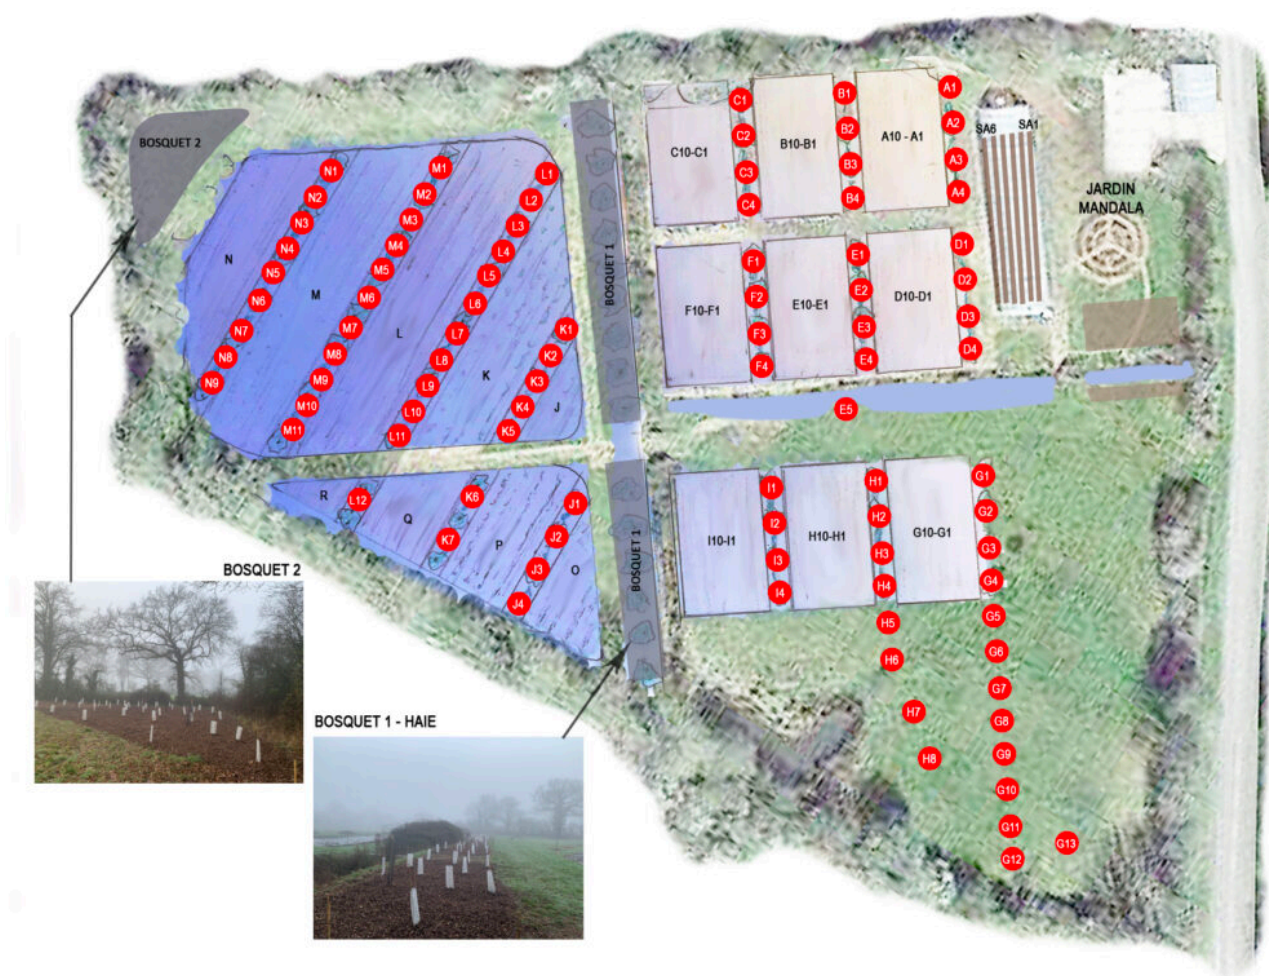 BOSQUET 2
N1
N2
N3
N4
N5
N6
N7
N8
N9
M1
M2
M3
M4
M5
M6
M7
M8
M9
M10
M11
L1
L2
L3
L4
L5
L6
L7
L8
L9
L10
L11
K1
K2
K3
K4
K5
N
M
L
K
J
BOSQUET 1
C10-C1
C1
C2
C3
C4
B10-B1
B1
B2
B3
B4
A10 - A1
A1
A2
A3
A4
SA6
SA1
JARDIN
MANDALA
F10-F1
F1
F2
F3
F4
E10-E1
E1
E2
E3
E4
D10-D1
D1
D2
D3
D4
E5
R
L12
Q
K6
K7
P
J1
J2
J3
J4
O
BOSQUET 1
I10-I1
I1
I2
I3
I4
H10-H1
H1
H2
H3
H4
H5
H6
H7
H8
G10-G1
G1
G2
G3
G4
G5
G6
G7
G8
G9
G10
G11
G12
G13
BOSQUET 2
BOSQUET 1 - HAIE